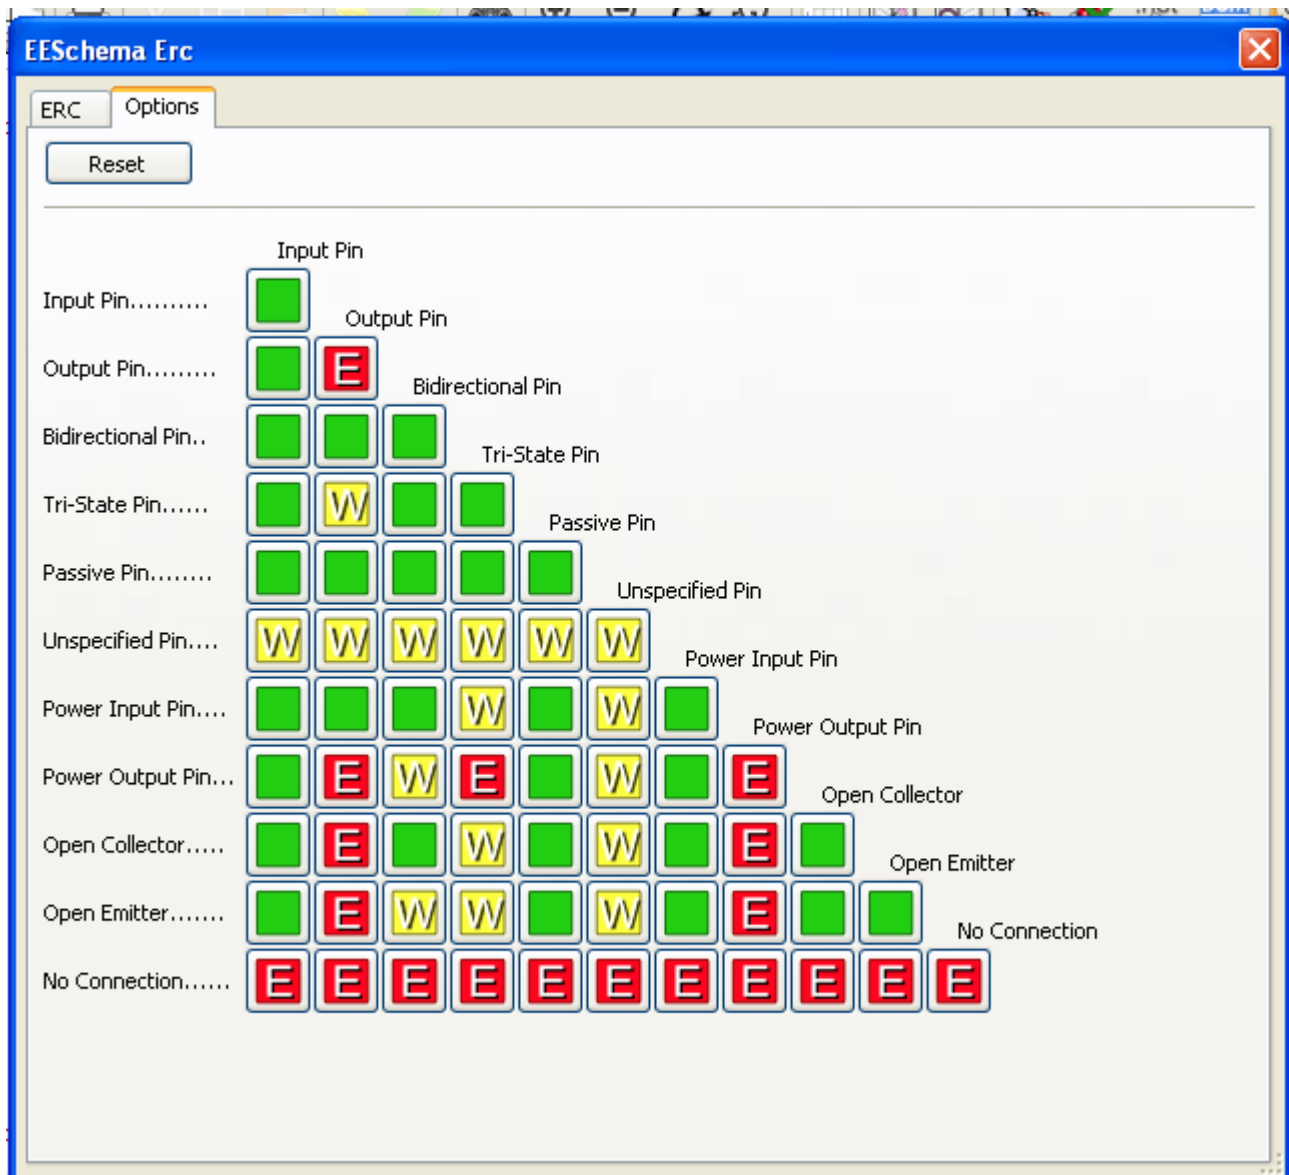 EESchema Erc
ERC Options
Reset
Input Pin
Input Pin..........
Output Pin
Output Pin......... E
Bidirectional Pin
Bidirectional Pin..
Tri-State Pin
Tri-State Pin...... W
Passive Pin
Passive Pin........
Unspecified Pin
Unspecified Pin.... W W W W W W
Power Input Pin
Power Input Pin.... W W
Power Output Pin
Power Output Pin... E W E W E
Open Collector
Open Collector..... E W W E
Open Emitter
Open Emitter....... E W W W E
No Connection
No Connection...... E E E E E E E E E E E